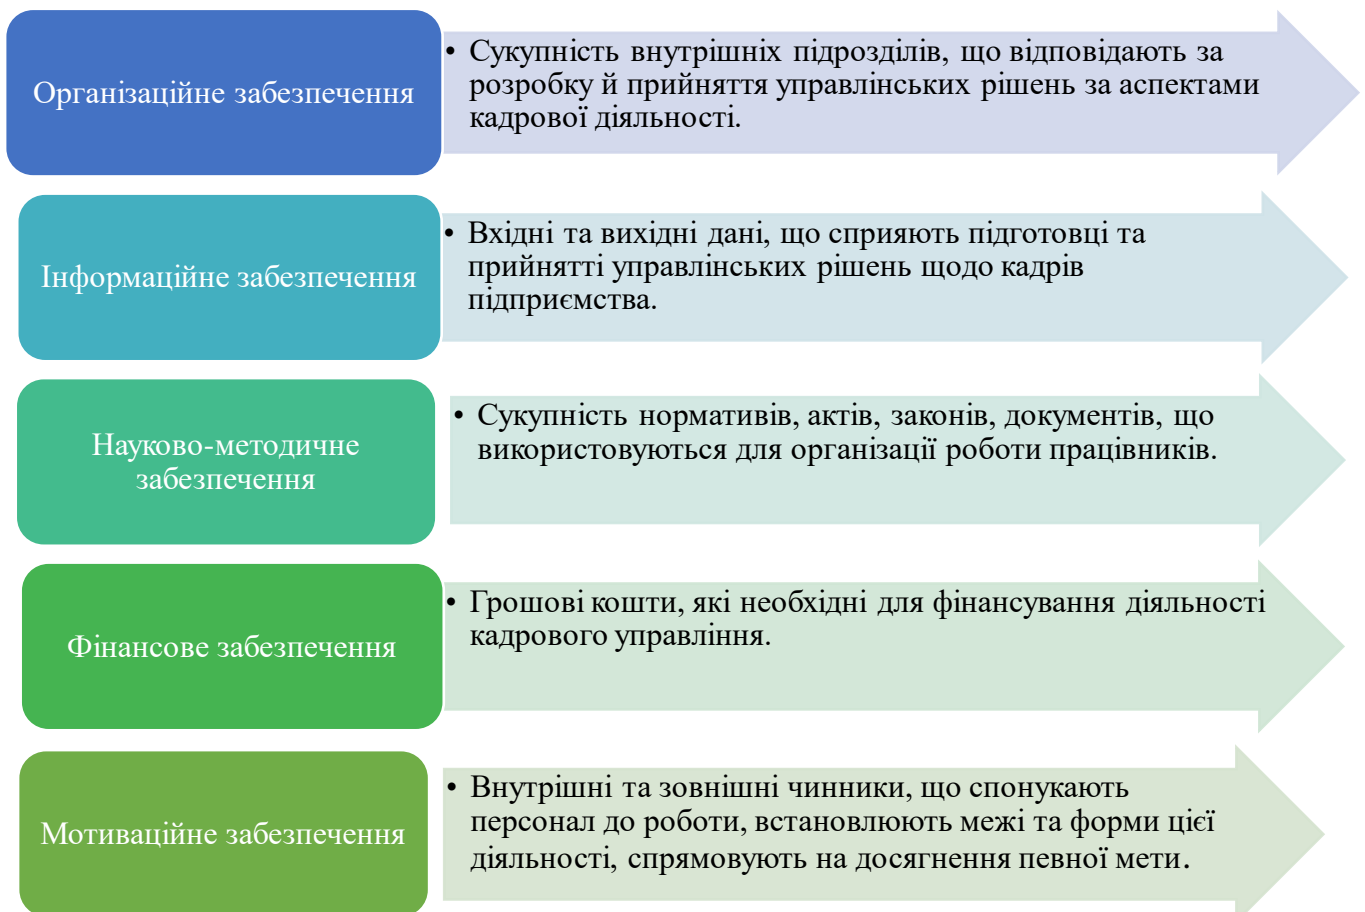 Організаційне забезпечення
• Сукупність внутрішніх підрозділів, що відповідають за
розробку й прийняття управлінських рішень за аспектами
кадрової діяльності.
Інформаційне забезпечення
• Вхідні та вихідні дані, що сприяють підготовці та
прийнятті управлінських рішень щодо кадрів
підприємства.
Науково-методичне
забезпечення
• Сукупність нормативів, актів, законів, документів, що
використовуються для організації роботи працівників.
Фінансове забезпечення
• Грошові кошти, які необхідні для фінансування діяльності
кадрового управління.
Мотиваційне забезпечення
• Внутрішні та зовнішні чинники, що спонукають
персонал до роботи, встановлюють межі та форми цієї
діяльності, спрямовують на досягнення певної мети.